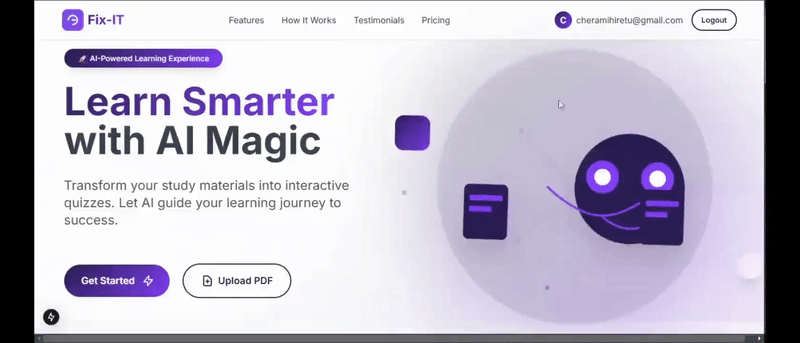 Fix-IT
Features How It Works Testimonials Pricing
C cheramihiretu@gmail.com Logout
🚀 AI-Powered Learning Experience
Learn Smarter
with AI Magic
Transform your study materials into interactive
quizzes. Let AI guide your learning journey to
success.
Get Started Upload PDF